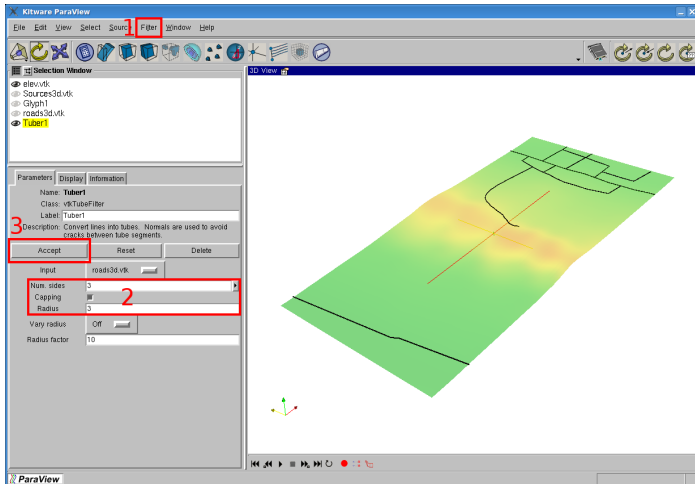 Kitware ParaView
File Edit View Select Source Filter Window Help
1
Selection Window
3D View
elev.vtk
Sources3d.vtk
Glyph1
roads3d.vtk
Tuber1
Parameters Display Information
Name: Tuber1
Class: vtkTubeFilter
Label: Tuber1
Description: Convert lines into tubes. Normals are used to avoid
cracks between tube segments.
3
Accept Reset Delete
Input roads3d.vtk
Num. sides 3
Capping
2
Radius 3
Vary radius Off
Radius factor 10
ParaView